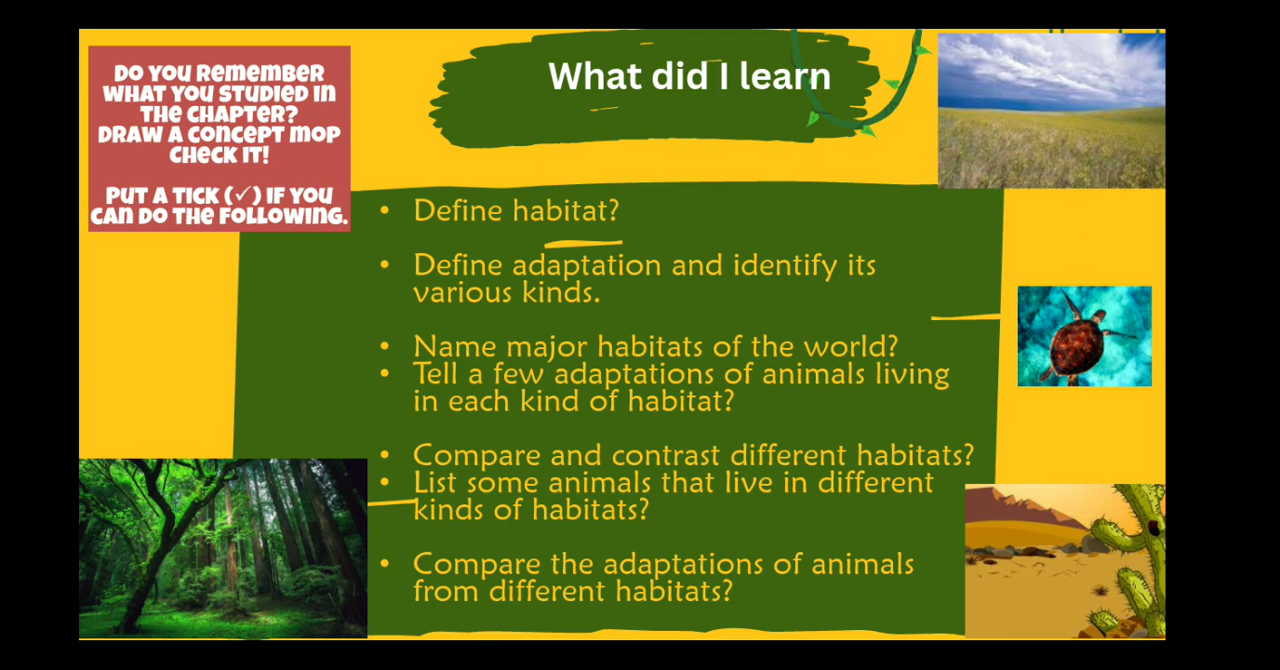 Do you remember
what you studied in
the chapter?
Draw a concept mop
check it!
Put a tick (✓) if you
can do the following.
What did I learn
• Define habitat?
• Define adaptation and identify its
various kinds.
• Name major habitats of the world?
• Tell a few adaptations of animals living
in each kind of habitat?
• Compare and contrast different habitats?
• List some animals that live in different
kinds of habitats?
• Compare the adaptations of animals
from different habitats?